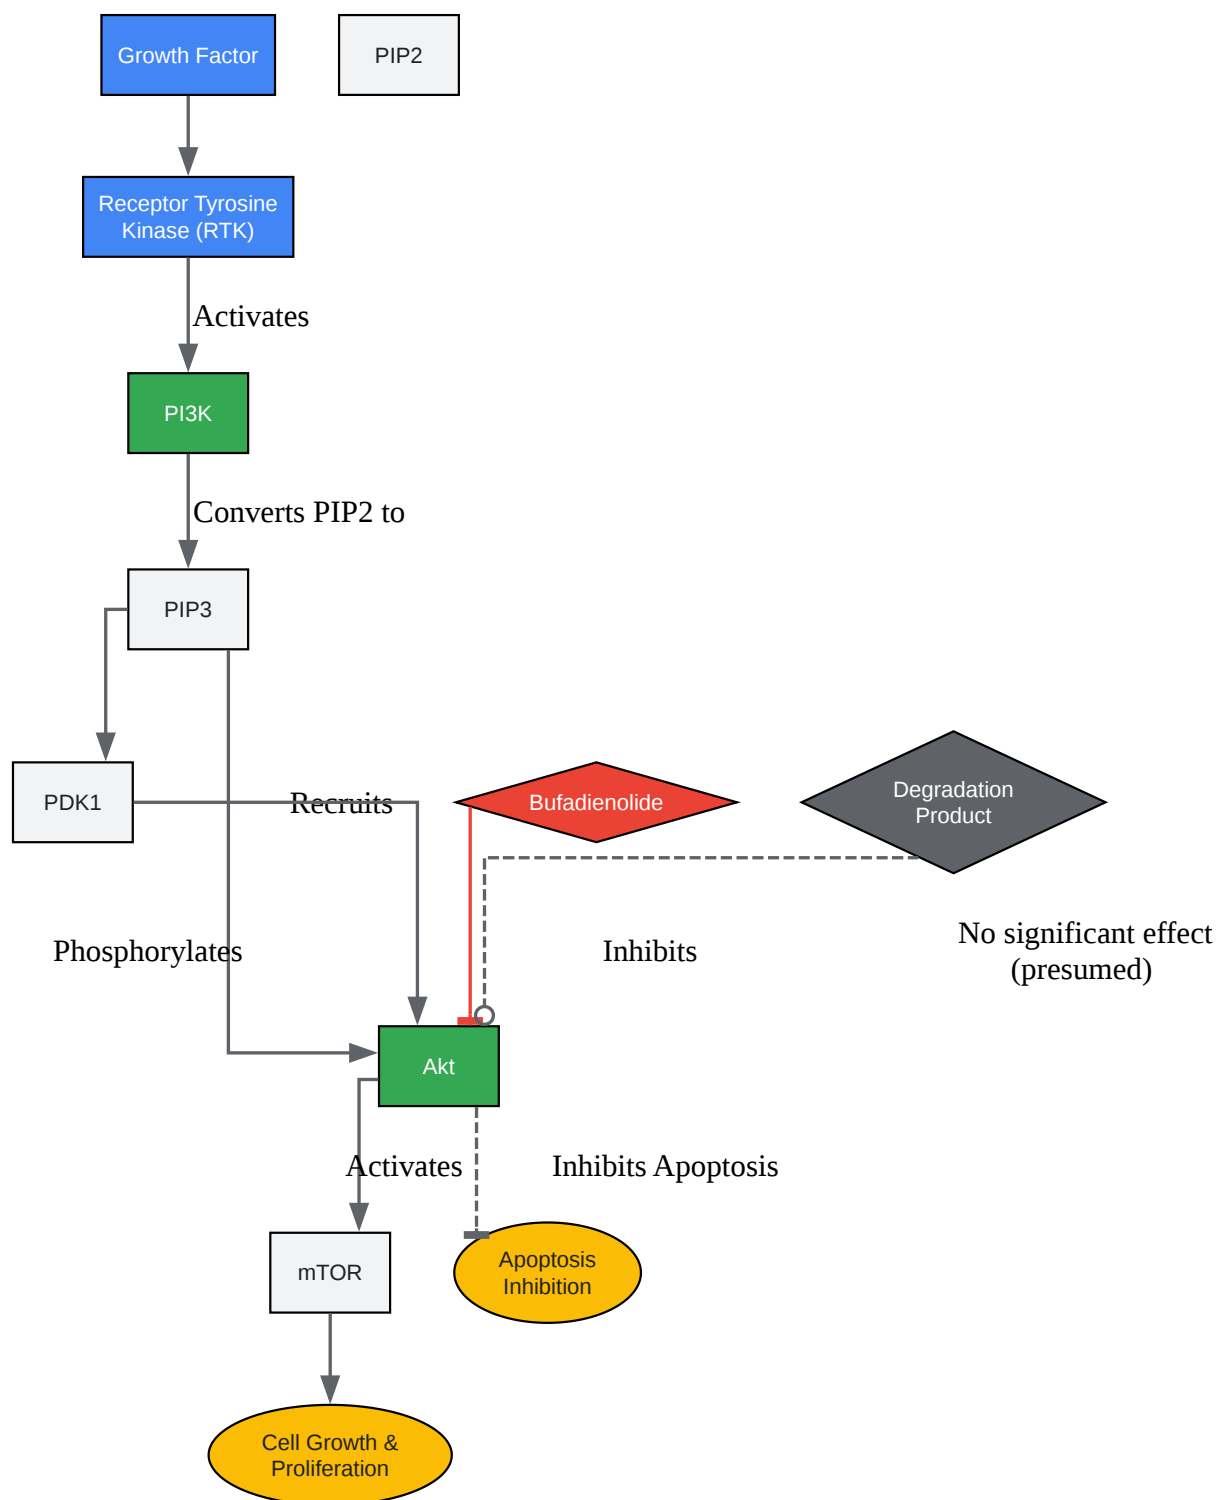 Growth Factor
PIP2
Receptor Tyrosine
Kinase (RTK)
Activates
PI3K
Converts PIP2 to
PIP3
PDK1
Recruits
Bufadienolide
Degradation
Product
Phosphorylates
Inhibits
No significant effect
(presumed)
Akt
Activates
Inhibits Apoptosis
mTOR
Apoptosis
Inhibition
Cell Growth &
Proliferation